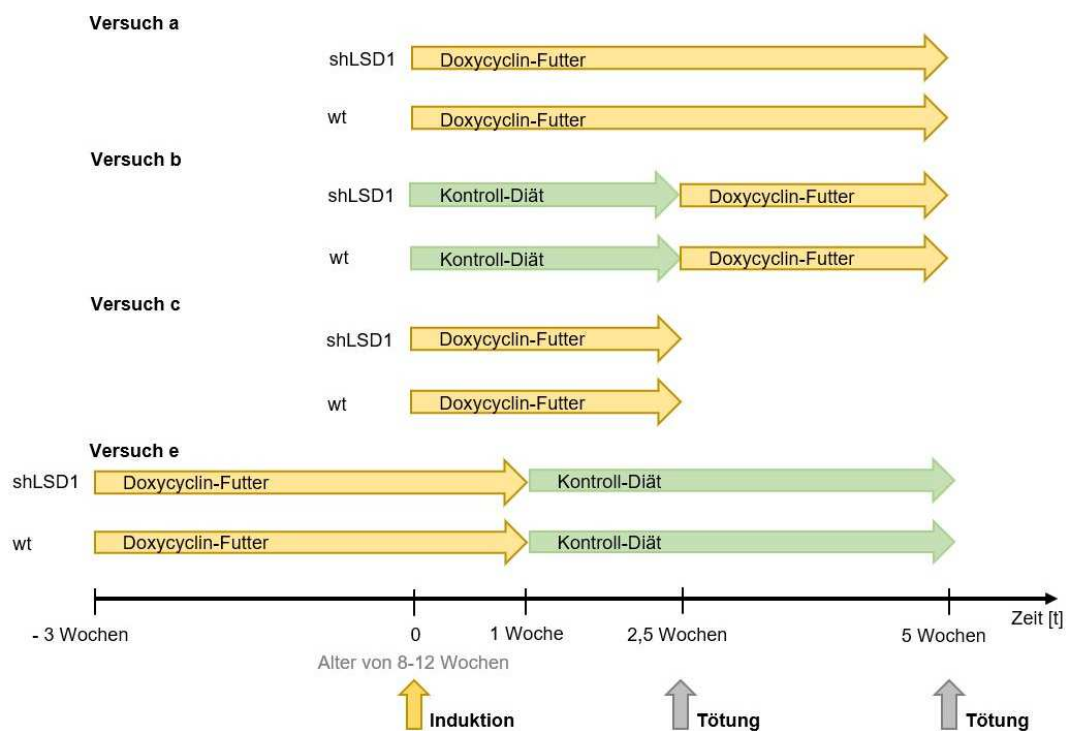 Versuch a
shLSD1 Doxycyclin-Futter
wt Doxycyclin-Futter
Versuch b
shLSD1 Kontroll-Diät Doxycyclin-Futter
wt Kontroll-Diät Doxycyclin-Futter
Versuch c
shLSD1 Doxycyclin-Futter
wt Doxycyclin-Futter
Versuch e
shLSD1 Doxycyclin-Futter Kontroll-Diät
wt Doxycyclin-Futter Kontroll-Diät
Zeit [t]
- 3 Wochen 0 1 Woche 2,5 Wochen 5 Wochen
Alter von 8-12 Wochen
Induktion Tötung Tötung